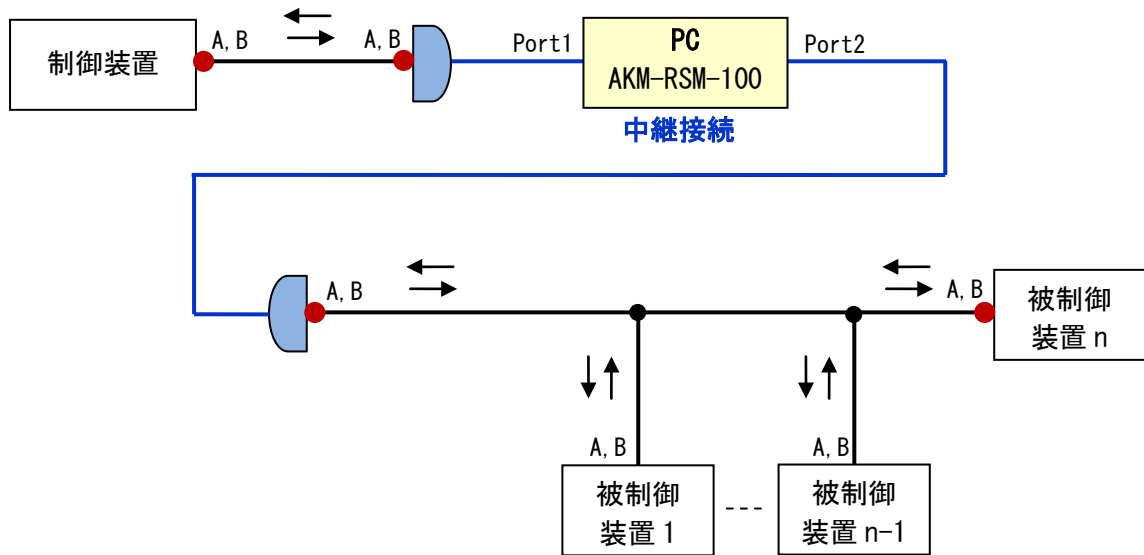 制御装置
A, B
A, B
Port1
PC
AKM-RSM-100
Port2
中継接続
A, B
A, B
被制御
装置 n
A, B
A, B
被制御
装置 1
---
被制御
装置 n-1